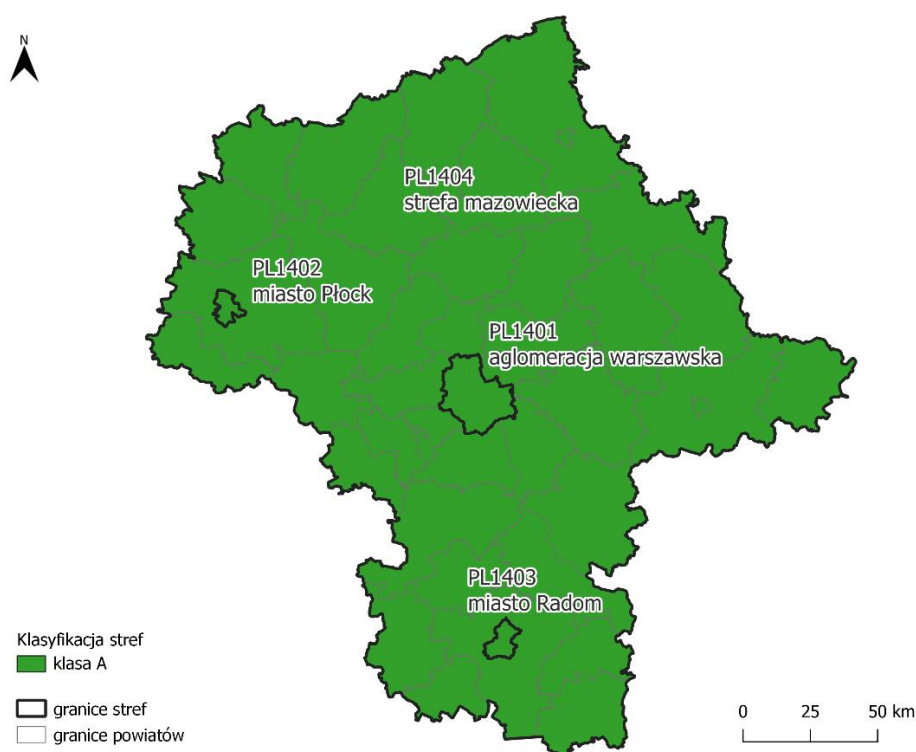 N
PL1404
strefa mazowiecka
PL1402
miasto Płock
PL1401
aglomeracja warszawska
PL1403
miasto Radom
Klasyfikacja stref
klasa A
granice stref
granice powiatów
0 25 50 km